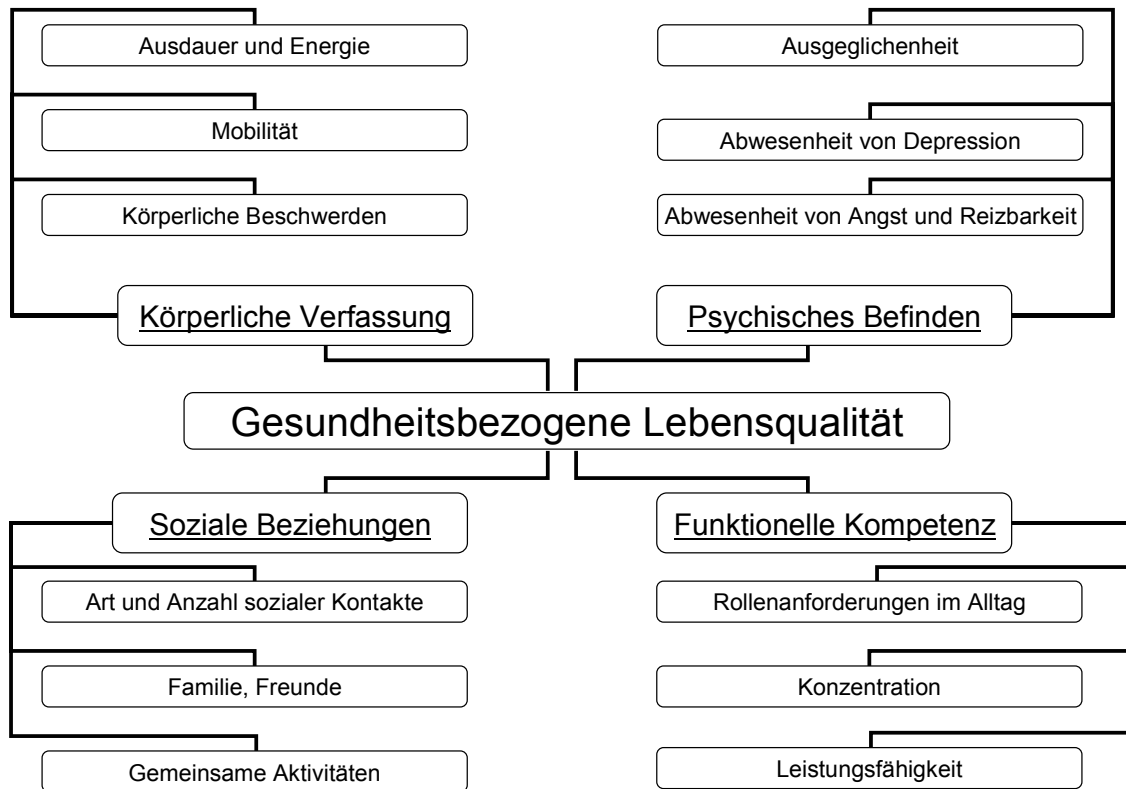 Ausdauer und Energie
Ausgeglichenheit
Mobilität
Abwesenheit von Depression
Körperliche Beschwerden
Abwesenheit von Angst und Reizbarkeit
Körperliche Verfassung
Psychisches Befinden
Gesundheitsbezogene Lebensqualität
Soziale Beziehungen
Funktionelle Kompetenz
Art und Anzahl sozialer Kontakte
Rollenanforderungen im Alltag
Familie, Freunde
Konzentration
Gemeinsame Aktivitäten
Leistungsfähigkeit